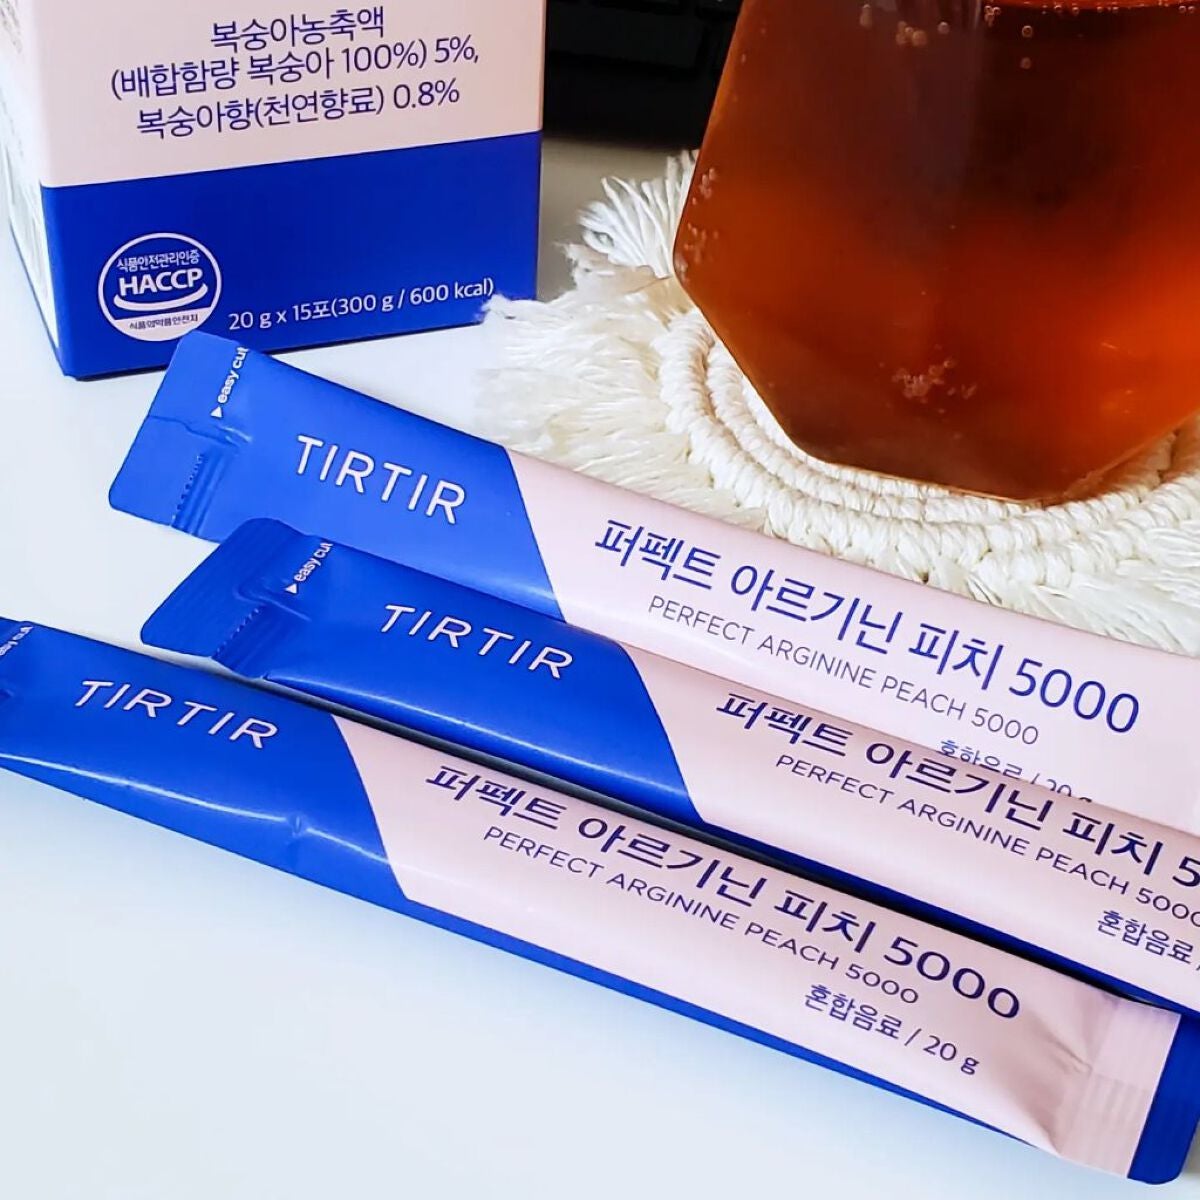 복숭아농축액
(배합함량 복숭아 100%) 5%,
복숭아향(천연향료) 0.8%
식품안전관리인증
HACCP
식품의약품안전처
20 g x 15포(300 g / 600 kcal)
▶easy cut
TIRTIR
퍼펙트 아르기닌 피치 5000
PERFECT ARGININE PEACH 5000
혼합음료 / 20 g
▶easy cut
TIRTIR
퍼펙트 아르기닌 피치 5
PERFECT ARGININE PEACH 5000
혼합음료 /
easy cut
TIRTIR
퍼펙트 아르기닌 피치 5000
PERFECT ARGININE PEACH 5000
혼합음료 / 20 g